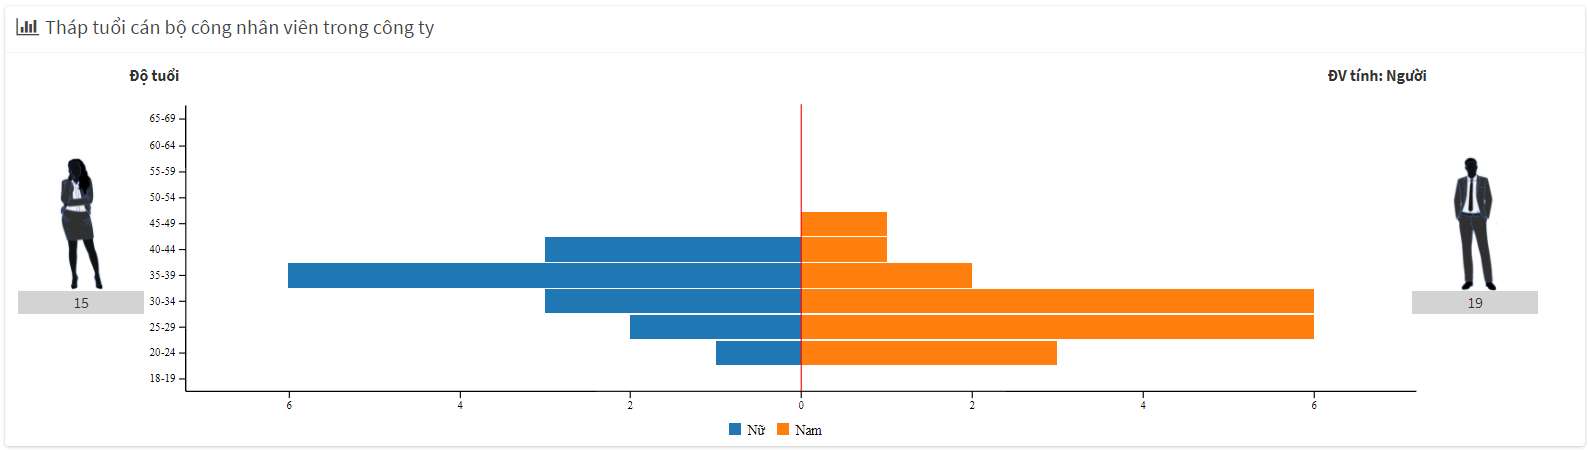 Tháp tuổi cán bộ công nhân viên trong công ty
Độ tuổi
ĐV tính: Người
65-69
60-64
55-59
50-54
45-49
40-44
35-39
30-34
25-29
20-24
18-19
15
19
6 4 2 0 2 4 6
Nữ Nam